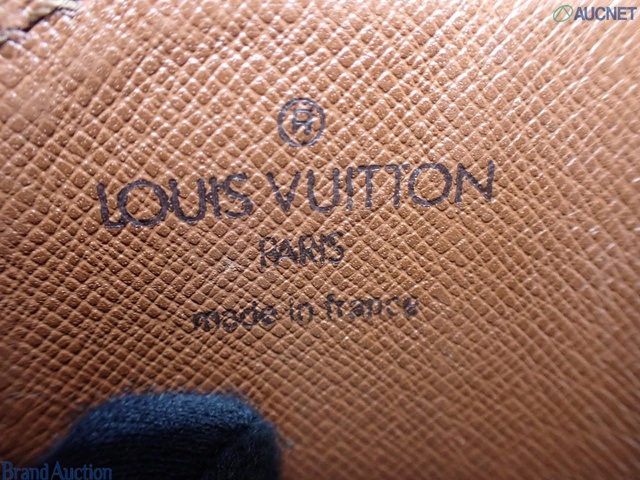 AUCNET
®
LOUIS VUITTON
PARIS
made in france
Brand Auction